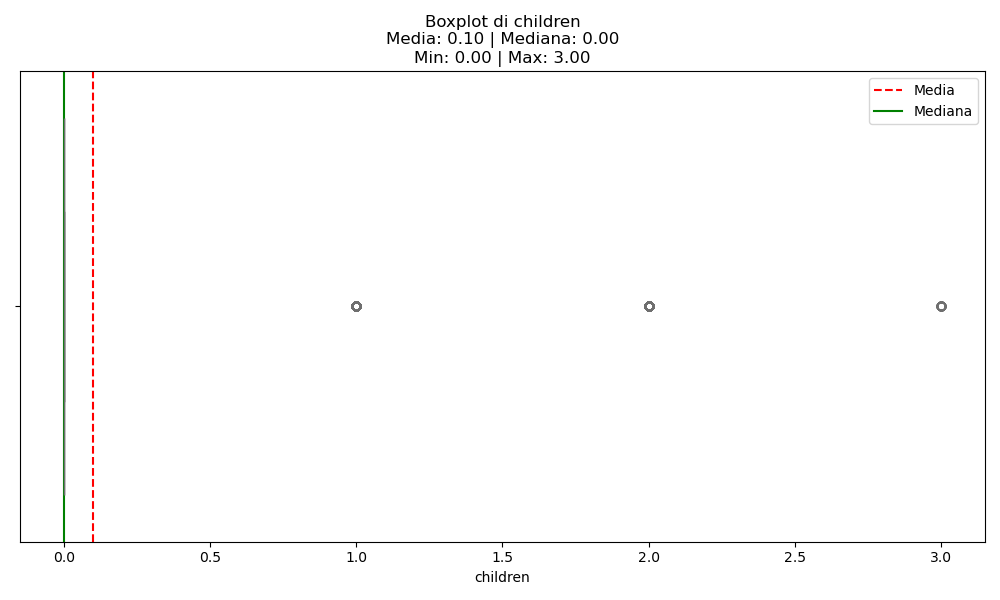 Boxplot di children
Media: 0.10 | Mediana: 0.00
Min: 0.00 | Max: 3.00
Media
Mediana
0.0 0.5 1.0 1.5 2.0 2.5 3.0
children